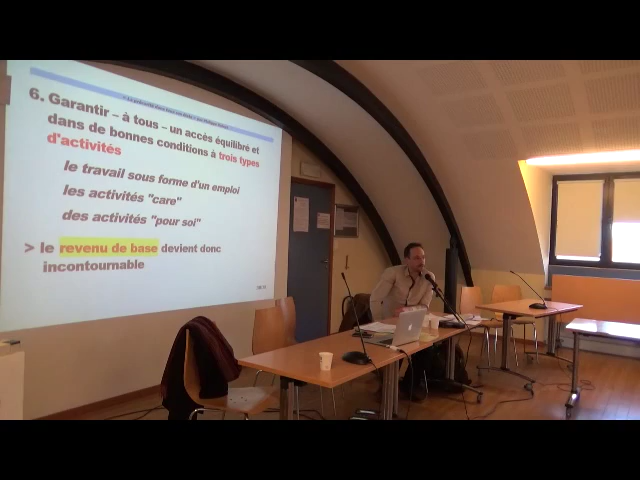 6. Garantir – à tous – un accès équilibré et
dans de bonnes conditions à trois types
d'activités
le travail sous forme d'un emploi
les activités "care"
des activités "pour soi"
> le revenu de base devient donc
incontournable